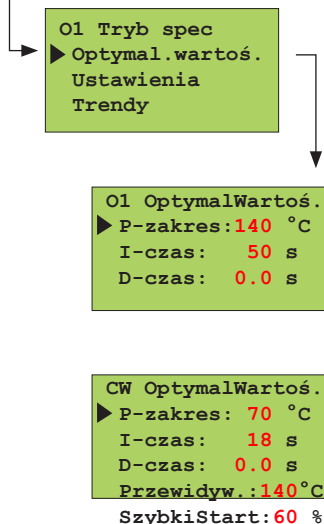 O1 Tryb spec
Optymal.wartoś.
Ustawienia
Trendy
O1 OptymalWartoś.
P-zakres:140 °C
I-czas: 50 s
D-czas: 0.0 s
CW OptymalWartoś.
P-zakres: 70 °C
I-czas: 18 s
D-czas: 0.0 s
Przewidyw.:140°C
SzybkiStart:60 %